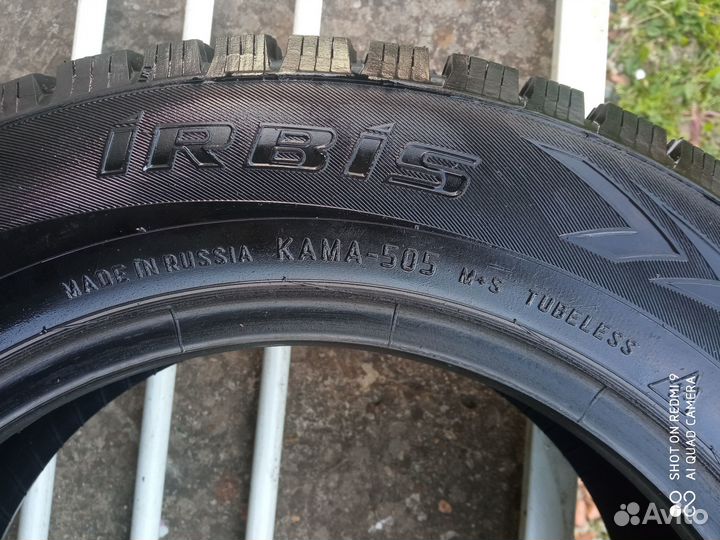 iRBiS
MADE IN RUSSIA KAMA-505 M+S TUBELESS
SHOT ON REDMI 9
AI QUAD CAMERA
Avito